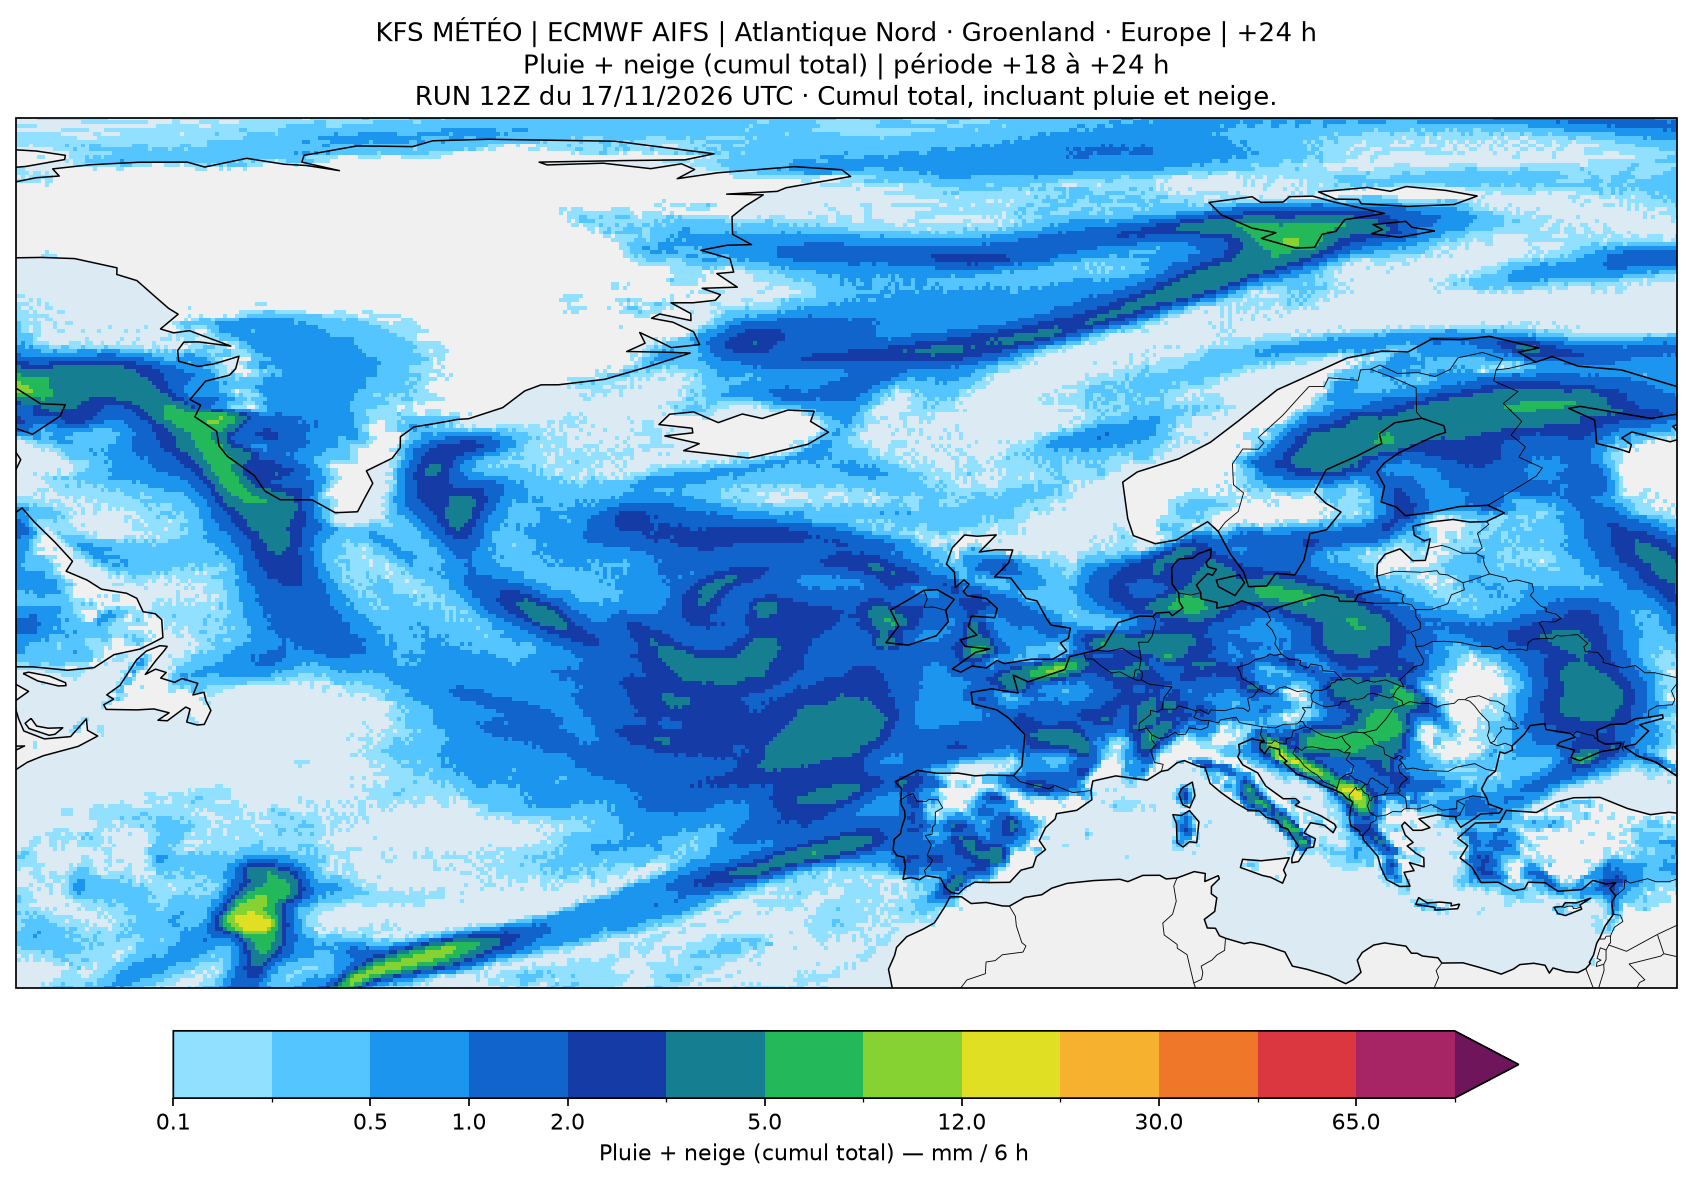 KFS MÉTÉO | ECMWF AIFS | Atlantique Nord · Groenland · Europe | +24 h
Pluie + neige (cumul total) | période +18 à +24 h
RUN 12Z du 17/11/2026 UTC · Cumul total, incluant pluie et neige.
0.1 0.5 1.0 2.0 5.0 12.0 30.0 65.0
Pluie + neige (cumul total) — mm / 6 h